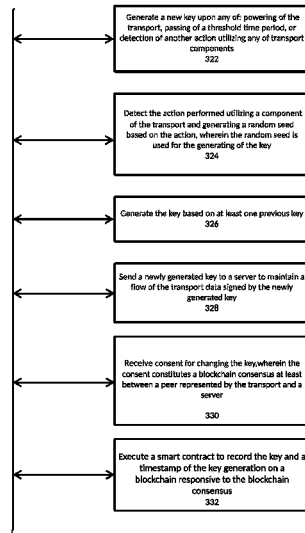 Generate a new key upon any of: powering of the
transport, passing of a threshold time period, or
detection of another action utilizing any of transport
components
322
Detect the action performed utilizing a component
of the transport and generating a random seed
based on the action, wherein the random seed is
used for the generating of the key
324
Generate the key based on at least one previous key
326
Send a newly generated key to a server to maintain a
flow of the transport data signed by the newly
generated key
328
Receive consent for changing the key,wherein the
consent constitutes a blockchain consensus at least
between a peer represented by the transport and a
server
330
Execute a smart contract to record the key and a
timestamp of the key generation on a
blockchain responsive to the blockchain
consensus
332